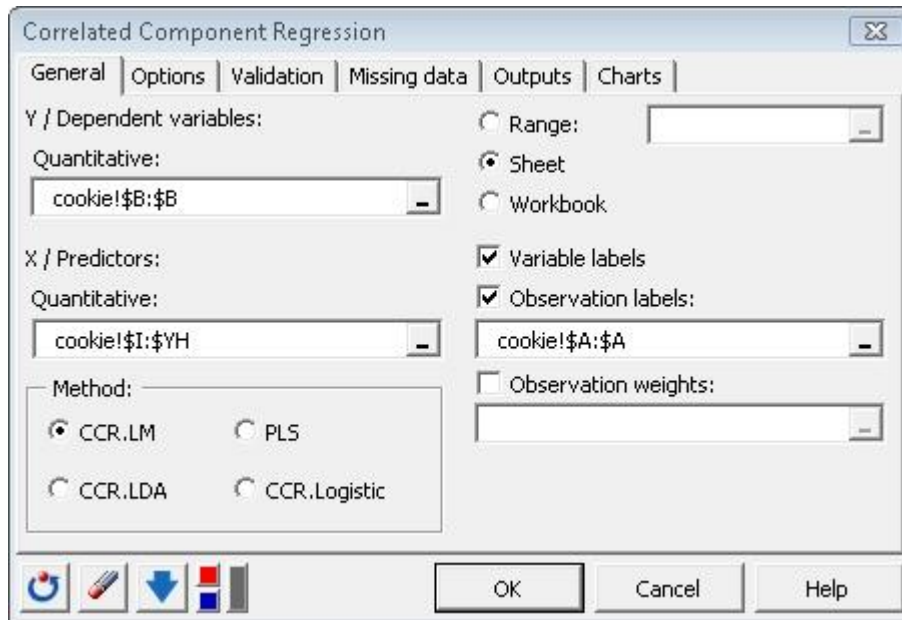 Correlated Component Regression
General Options Validation Missing data Outputs Charts
Y / Dependent variables:
Quantitative:
cookie!$B:$B
X / Predictors:
Quantitative:
cookie!$I:$YH
Method:
CCR.LM PLS
CCR.LDA CCR.Logistic
Range:
Sheet
Workbook
Variable labels
Observation labels:
cookie!$A:$A
Observation weights:
OK Cancel Help